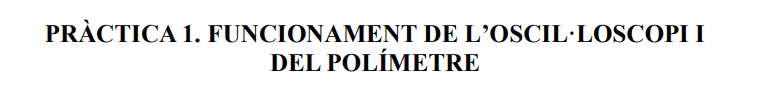 PRÀCTICA 1. FUNCIONAMENT DE L’OSCIL·LOSCOPI I
DEL POLÍMETRE